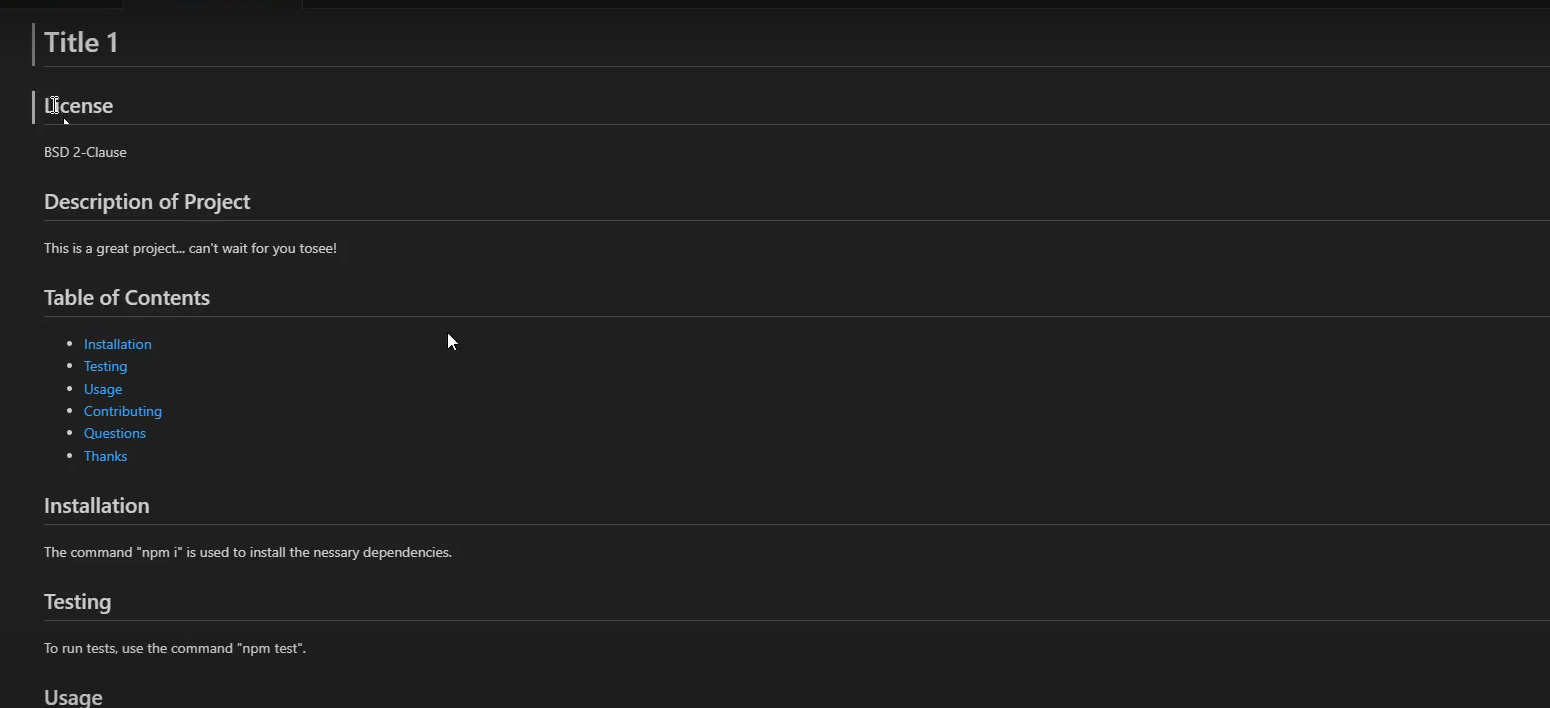 Title 1
License
BSD 2-Clause
Description of Project
This is a great project... can't wait for you tosee!
Table of Contents
Installation
Testing
Usage
Contributing
Questions
Thanks
Installation
The command "npm i" is used to install the nessary dependencies.
Testing
To run tests, use the command "npm test".
Usage